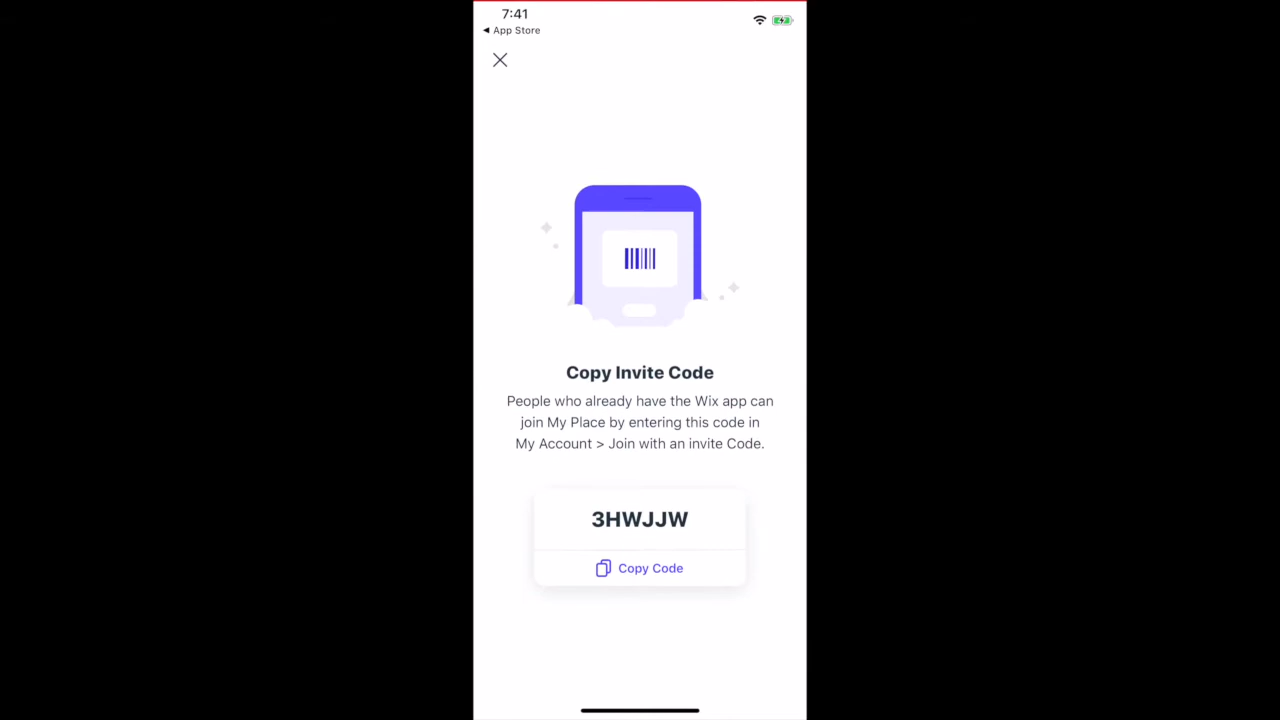 7:41
◀ App Store
Copy Invite Code
People who already have the Wix app can
join My Place by entering this code in
My Account > Join with an invite Code.
3HWJJW
Copy Code